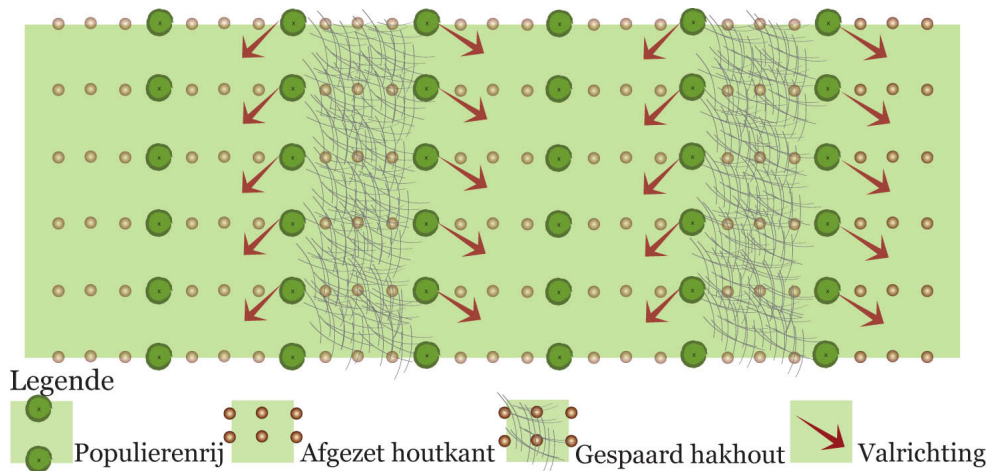 Legende
Populierenrij
Afgezet houtkant
Gespaard hakhout
Valrichting